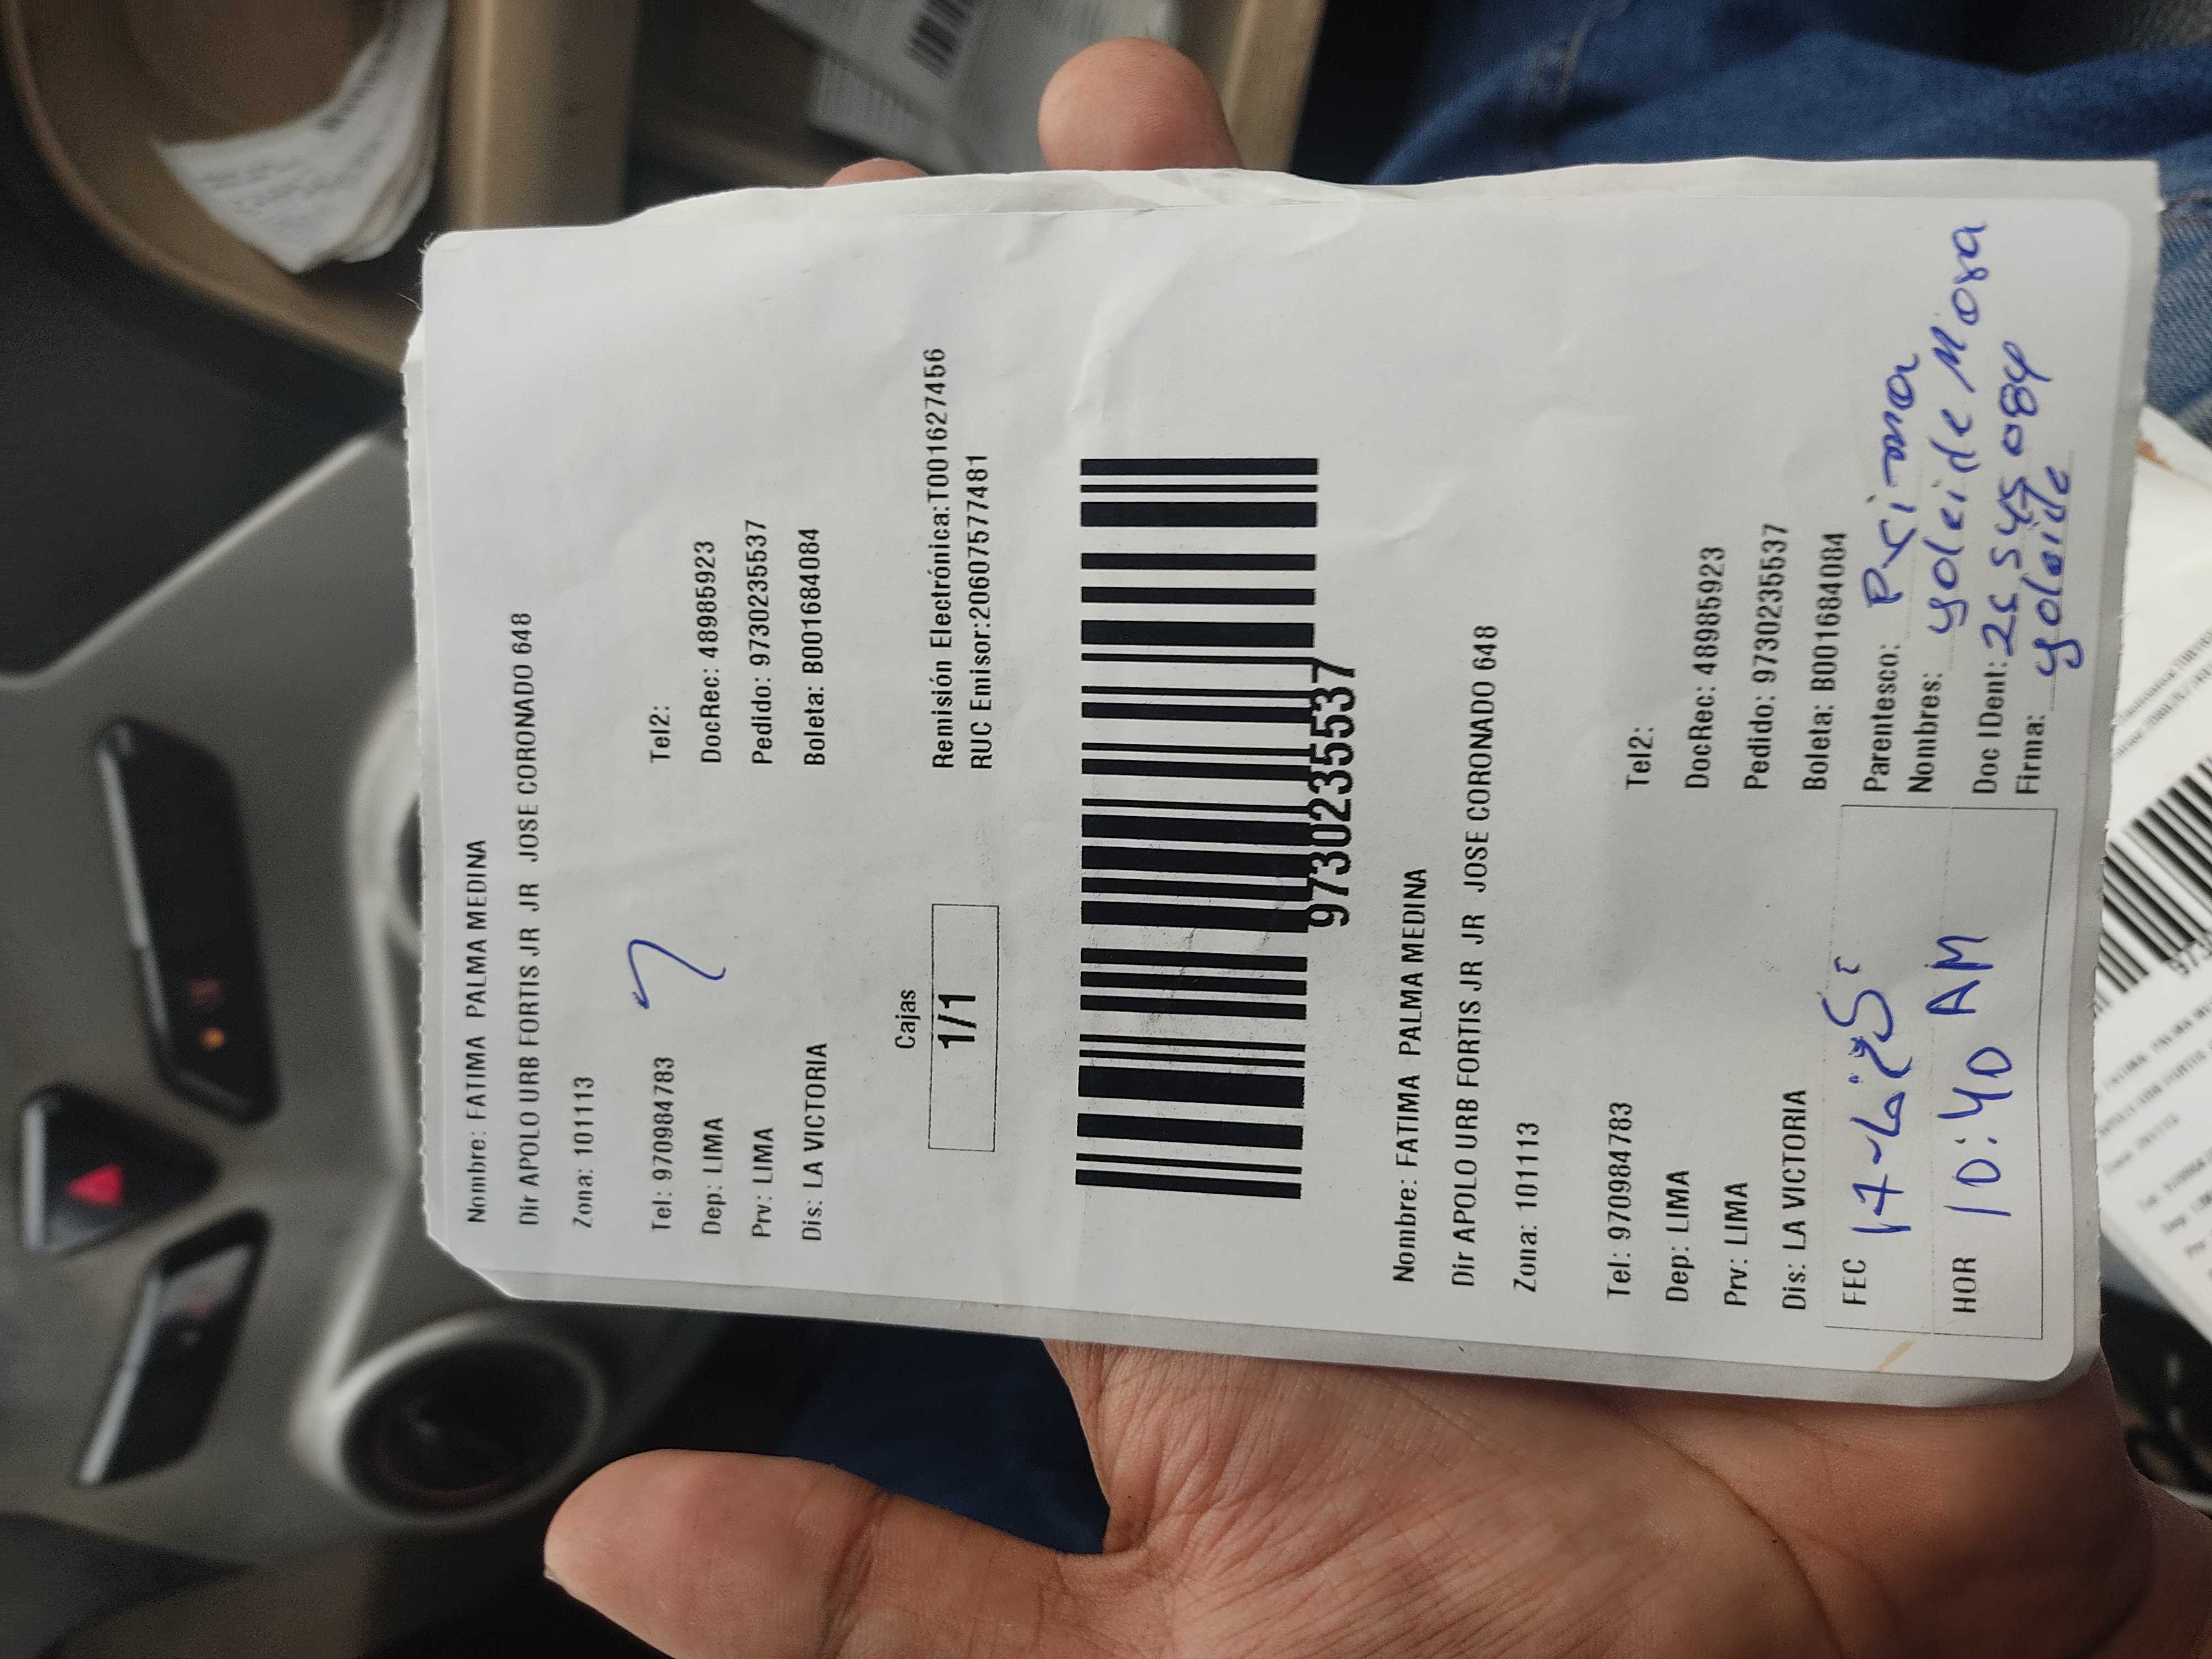 Nombre: FATIMA PALMA MEDINA
Dir APOLO URB FORTIS JR JR JOSE CORONADO 648
Zona: 101113
Tel: 970984783 Tel2:
Dep: LIMA DocRec: 48985923
Prv: LIMA Pedido: 9730235537
Dis: LA VICTORIA Boleta: B001684084
Cajas
1/1
Remisión Electrónica:T001627456
RUC Emisor:20607577481
9730235537
Nombre: FATIMA PALMA MEDINA
Dir APOLO URB FORTIS JR JR JOSE CORONADO 648
Zona: 101113
Tel: 970984783 Tel2:
Dep: LIMA DocRec: 48985923
Prv: LIMA Pedido: 9730235537
Dis: LA VICTORIA Boleta: B001684084
FEC
HOR 10:40 AM
Parentesco:
Nombres: yoleide Mora
Doc IDent:
Firma: yoleide